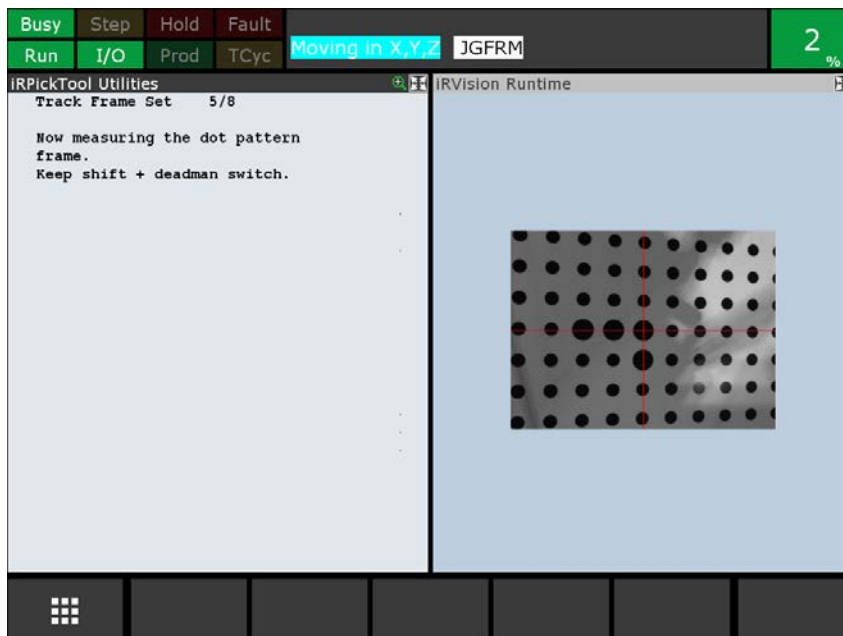 Busy Step Hold Fault
Run I/O Prod TCyc
Moving in X,Y,Z JGFRM
2 %
iRPickTool Utilities
Track Frame Set 5/8
Now measuring the dot pattern
frame.
Keep shift + deadman switch.
iRVision Runtime